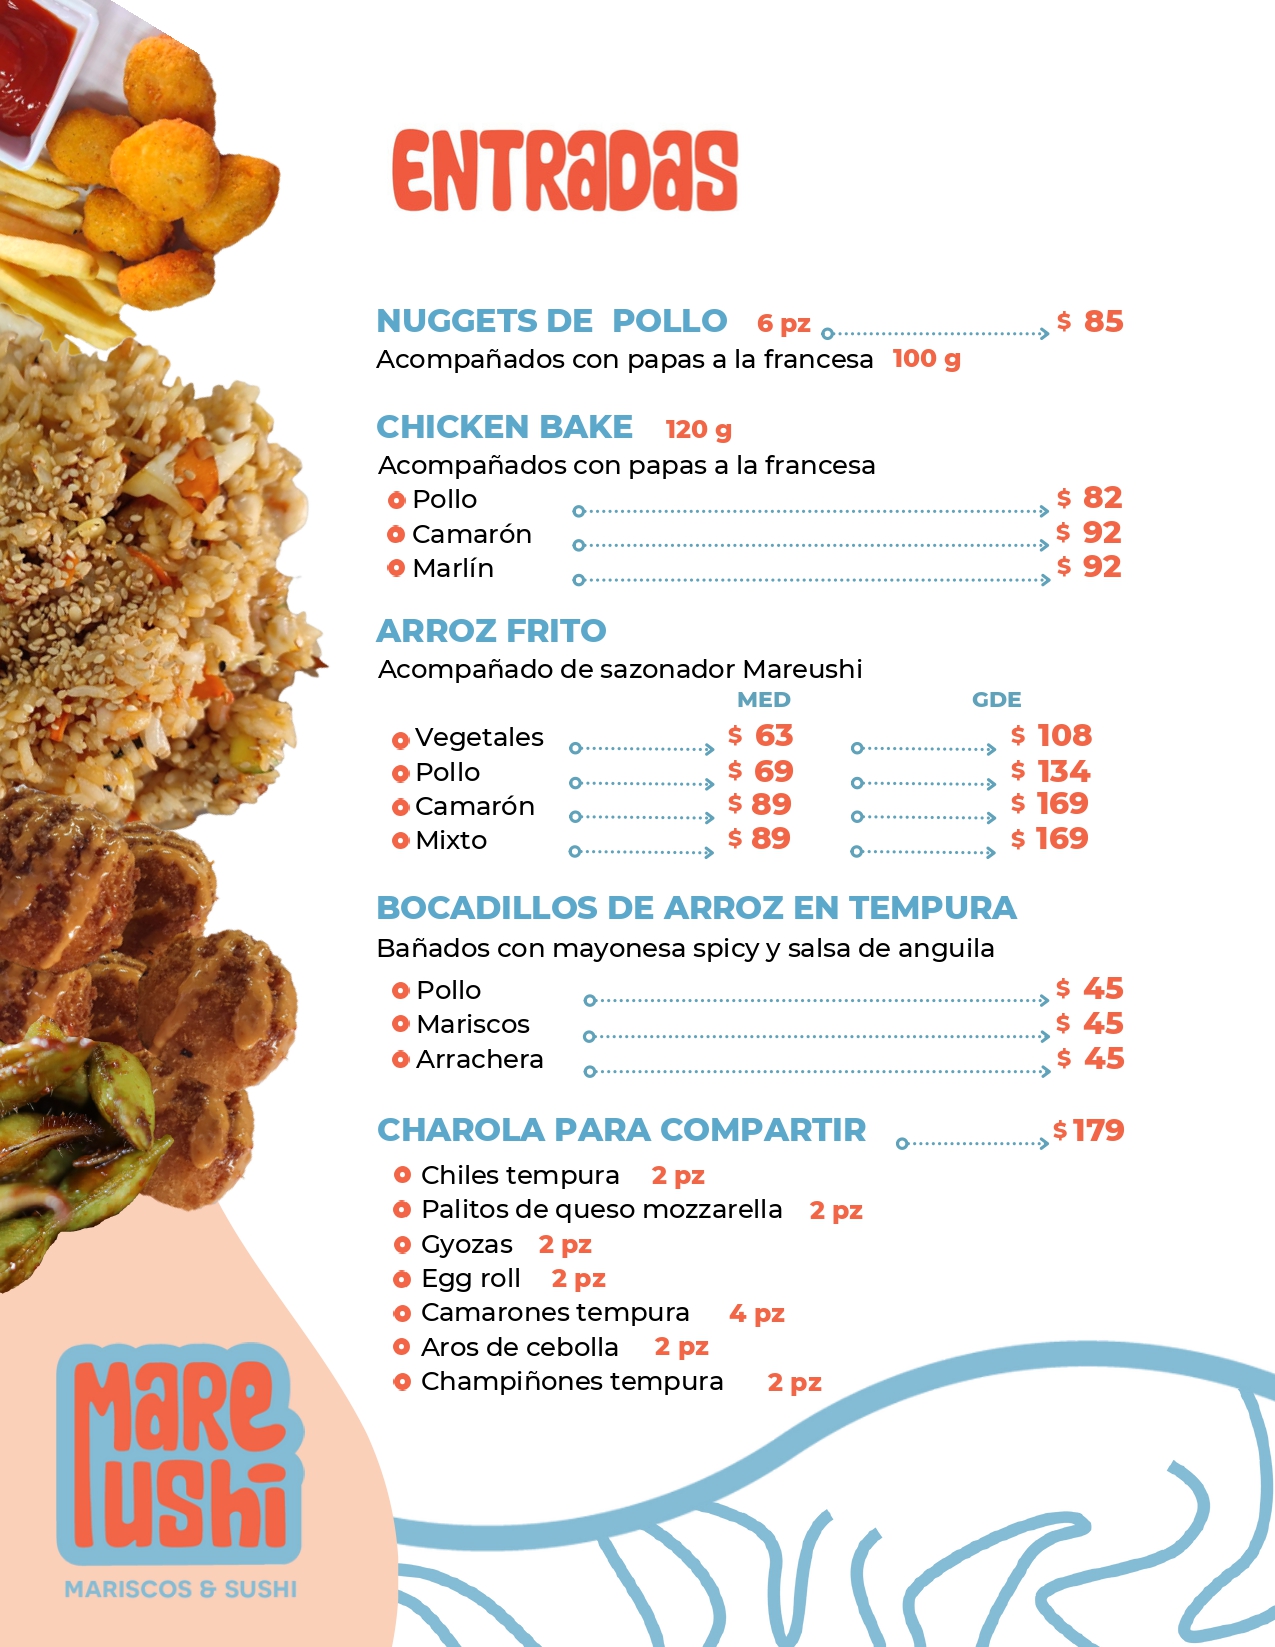 ENTRADAS
NUGGETS DE POLLO 6 pz $ 85
Acompañados con papas a la francesa 100 g
CHICKEN BAKE 120 g
Acompañados con papas a la francesa
Pollo $ 82
Camarón $ 92
Marlín $ 92
ARROZ FRITO
Acompañado de sazonador Mareushi
MED GDE
Vegetales $ 63 $ 108
Pollo $ 69 $ 134
Camarón $ 89 $ 169
Mixto $ 89 $ 169
BOCADILLOS DE ARROZ EN TEMPURA
Bañados con mayonesa spicy y salsa de anguila
Pollo $ 45
Mariscos $ 45
Arrachera $ 45
CHAROLA PARA COMPARTIR $ 179
Chiles tempura 2 pz
Palitos de queso mozzarella 2 pz
Gyozas 2 pz
Egg roll 2 pz
Camarones tempura 4 pz
Aros de cebolla 2 pz
Champiñones tempura 2 pz
MARE
USHI
MARISCOS & SUSHI